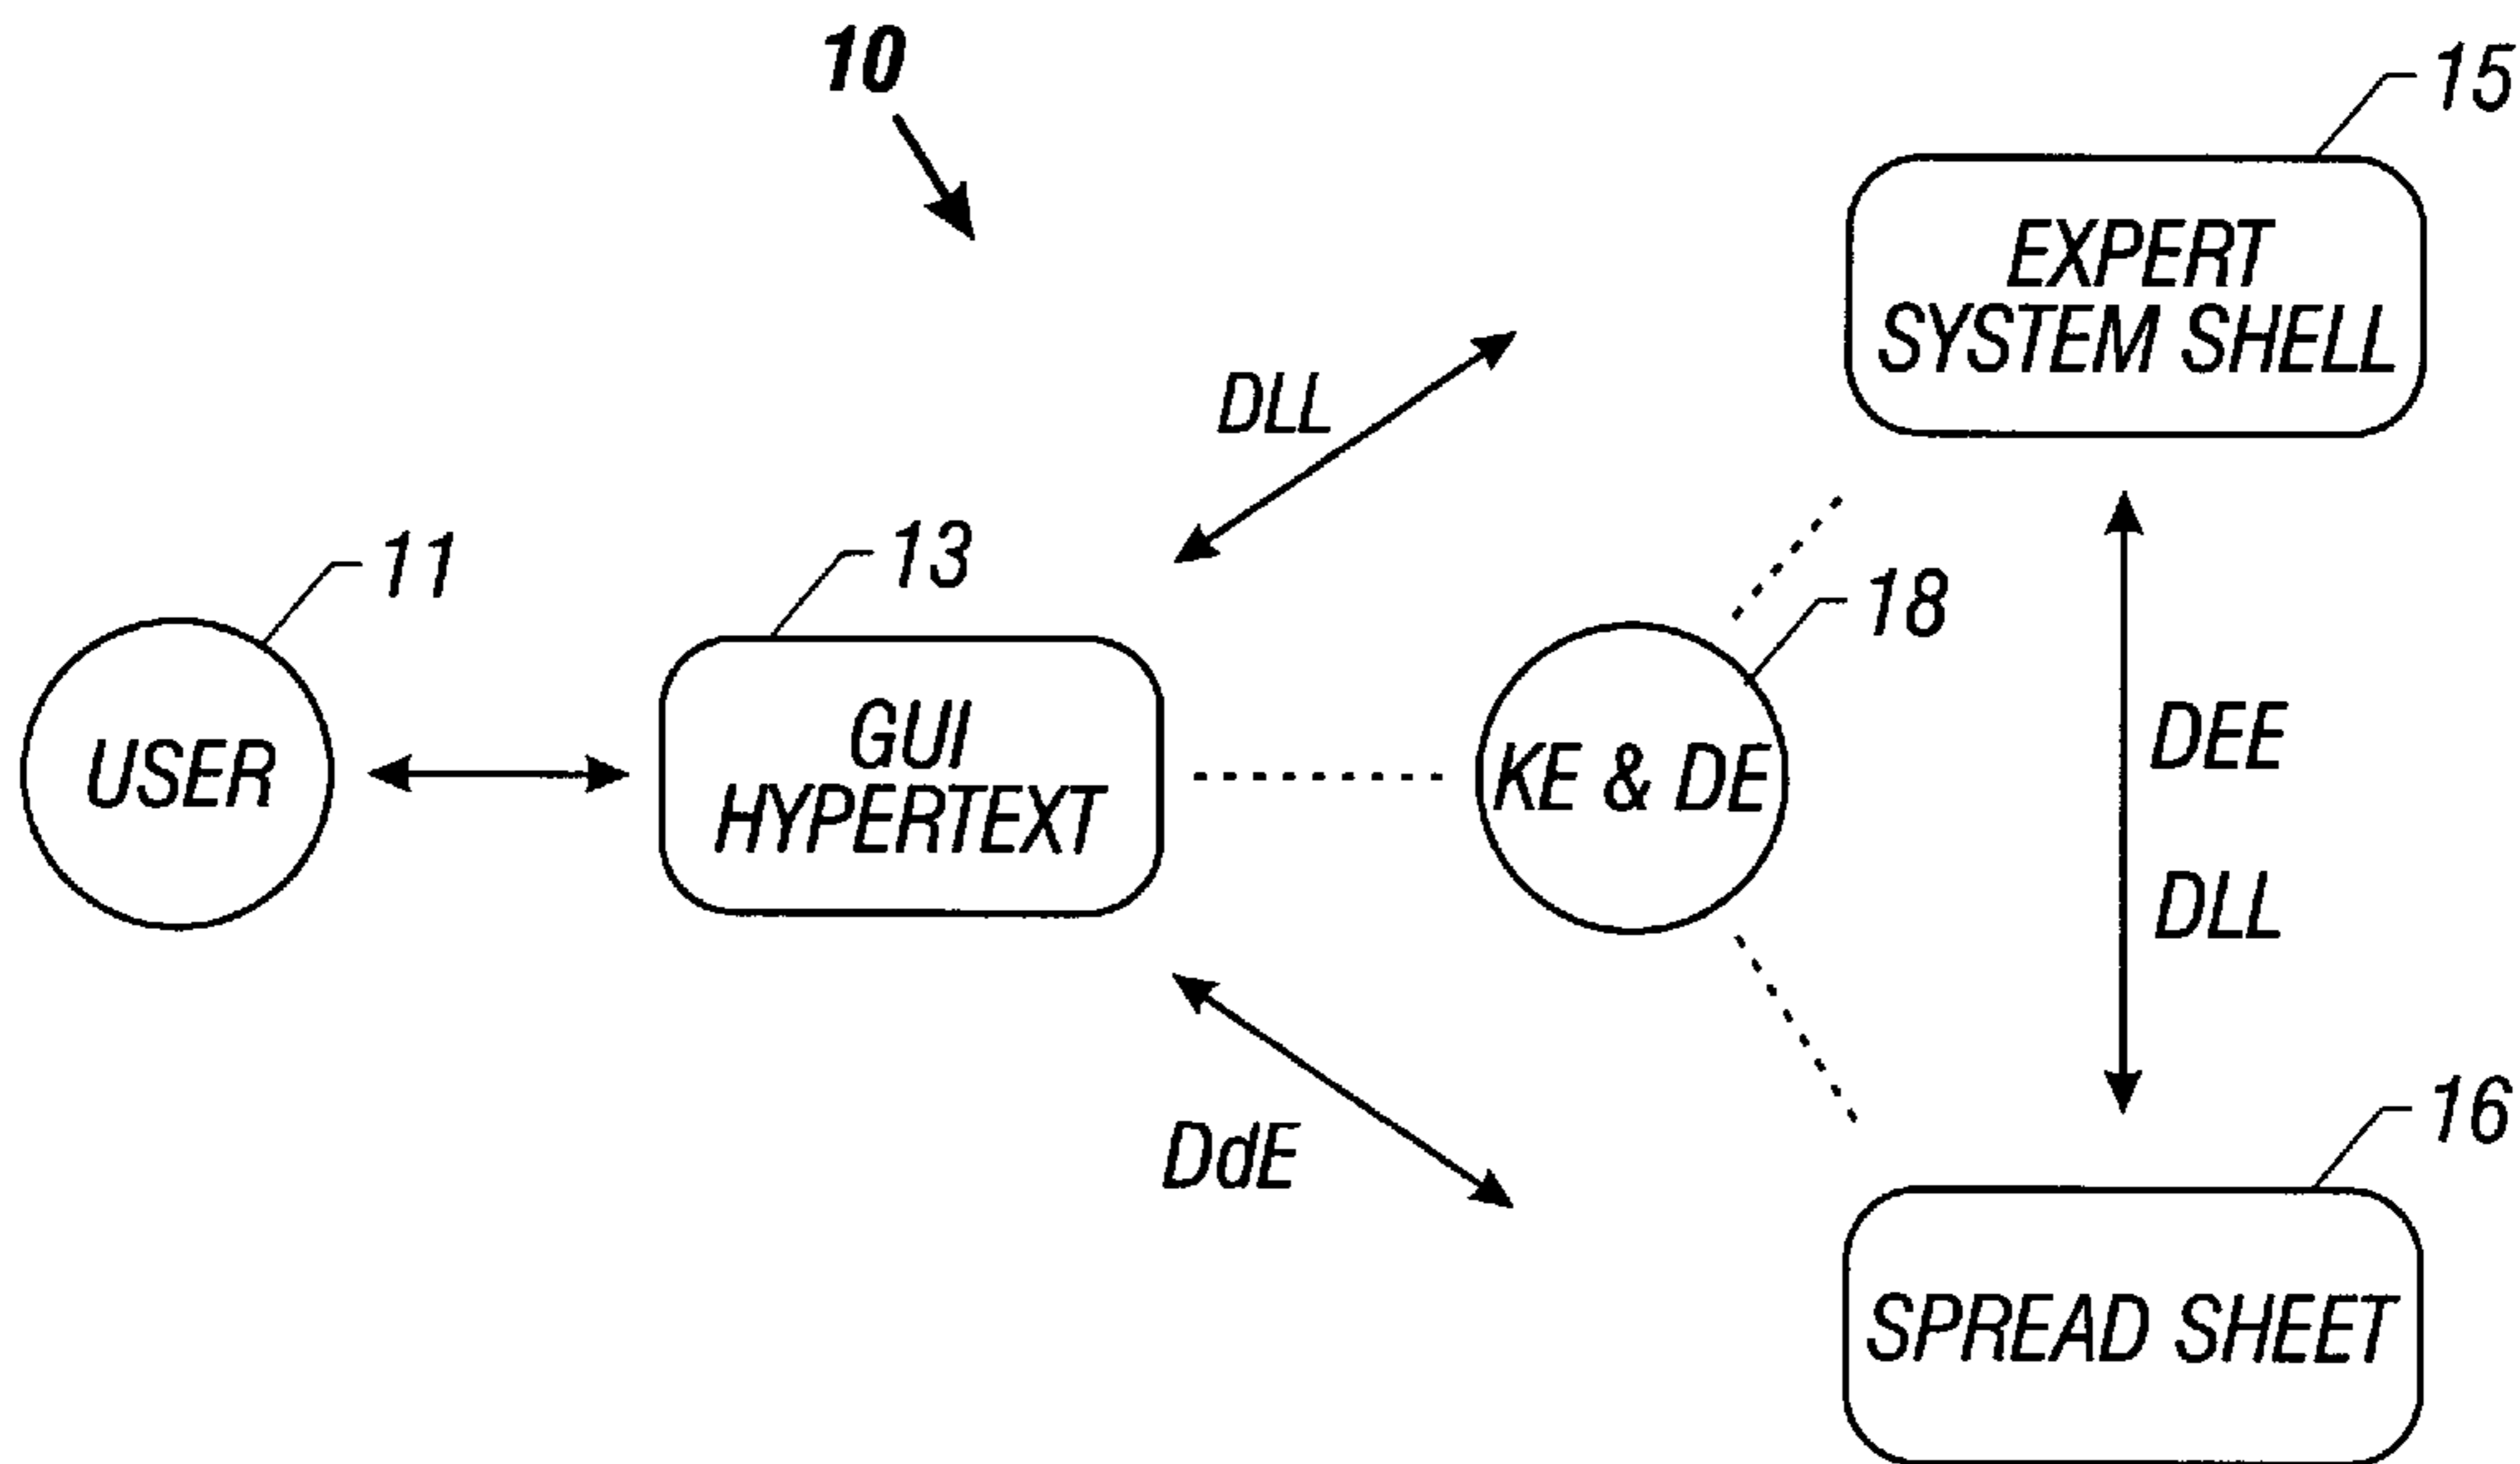 10
15
EXPERT
SYSTEM SHELL
DLL
11
13
18
USER
GUI
HYPERTEXT
KE & DE
DEE
DLL
DdE
16
SPREAD SHEET